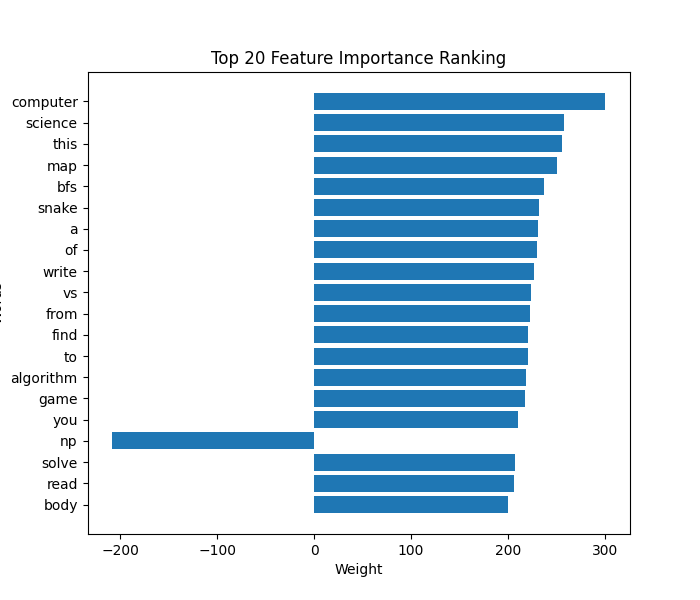 Top 20 Feature Importance Ranking
computer
science
this
map
bfs
snake
a
of
write
vs
from
find
to
algorithm
game
you
np
solve
read
body
−200 −100 0 100 200 300
Weight